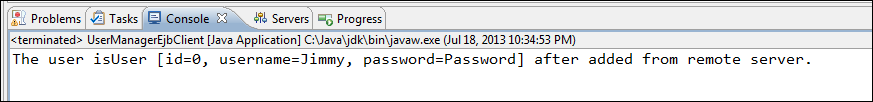 Problems Tasks Console Servers Progress
<terminated> UserManagerEjbClient [Java Application] C:\Java\jdk\bin\javaw.exe (Jul 18, 2013 10:34:53 PM)
The user isUser [id=0, username=Jimmy, password=Password] after added from remote server.